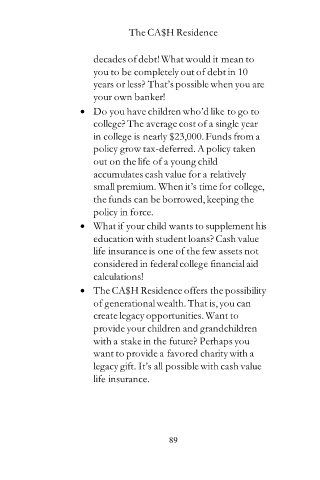 The CA$H Residence
decades of debt! What would it mean to
you to be completely out of debt in 10
years or less? That's possible when you are
your own banker!
• Do you have children who'd like to go to
college? The average cost of a single year
in college is nearly $23,000. Funds from a
policy grow tax-deferred. A policy taken
out on the life of a young child
accumulates cash value for a relatively
small premium. When it's time for college,
the funds can be borrowed, keeping the
policy in force.
• What if your child wants to supplement his
education with student loans? Cash value
life insurance is one of the few assets not
considered in federal college financial aid
calculations!
• The CA$H Residence offers the possibility
of generational wealth. That is, you can
create legacy opportunities. Want to
provide your children and grandchildren
with a stake in the future? Perhaps you
want to provide a favored charity with a
legacy gift. It's all possible with cash value
life insurance.
89